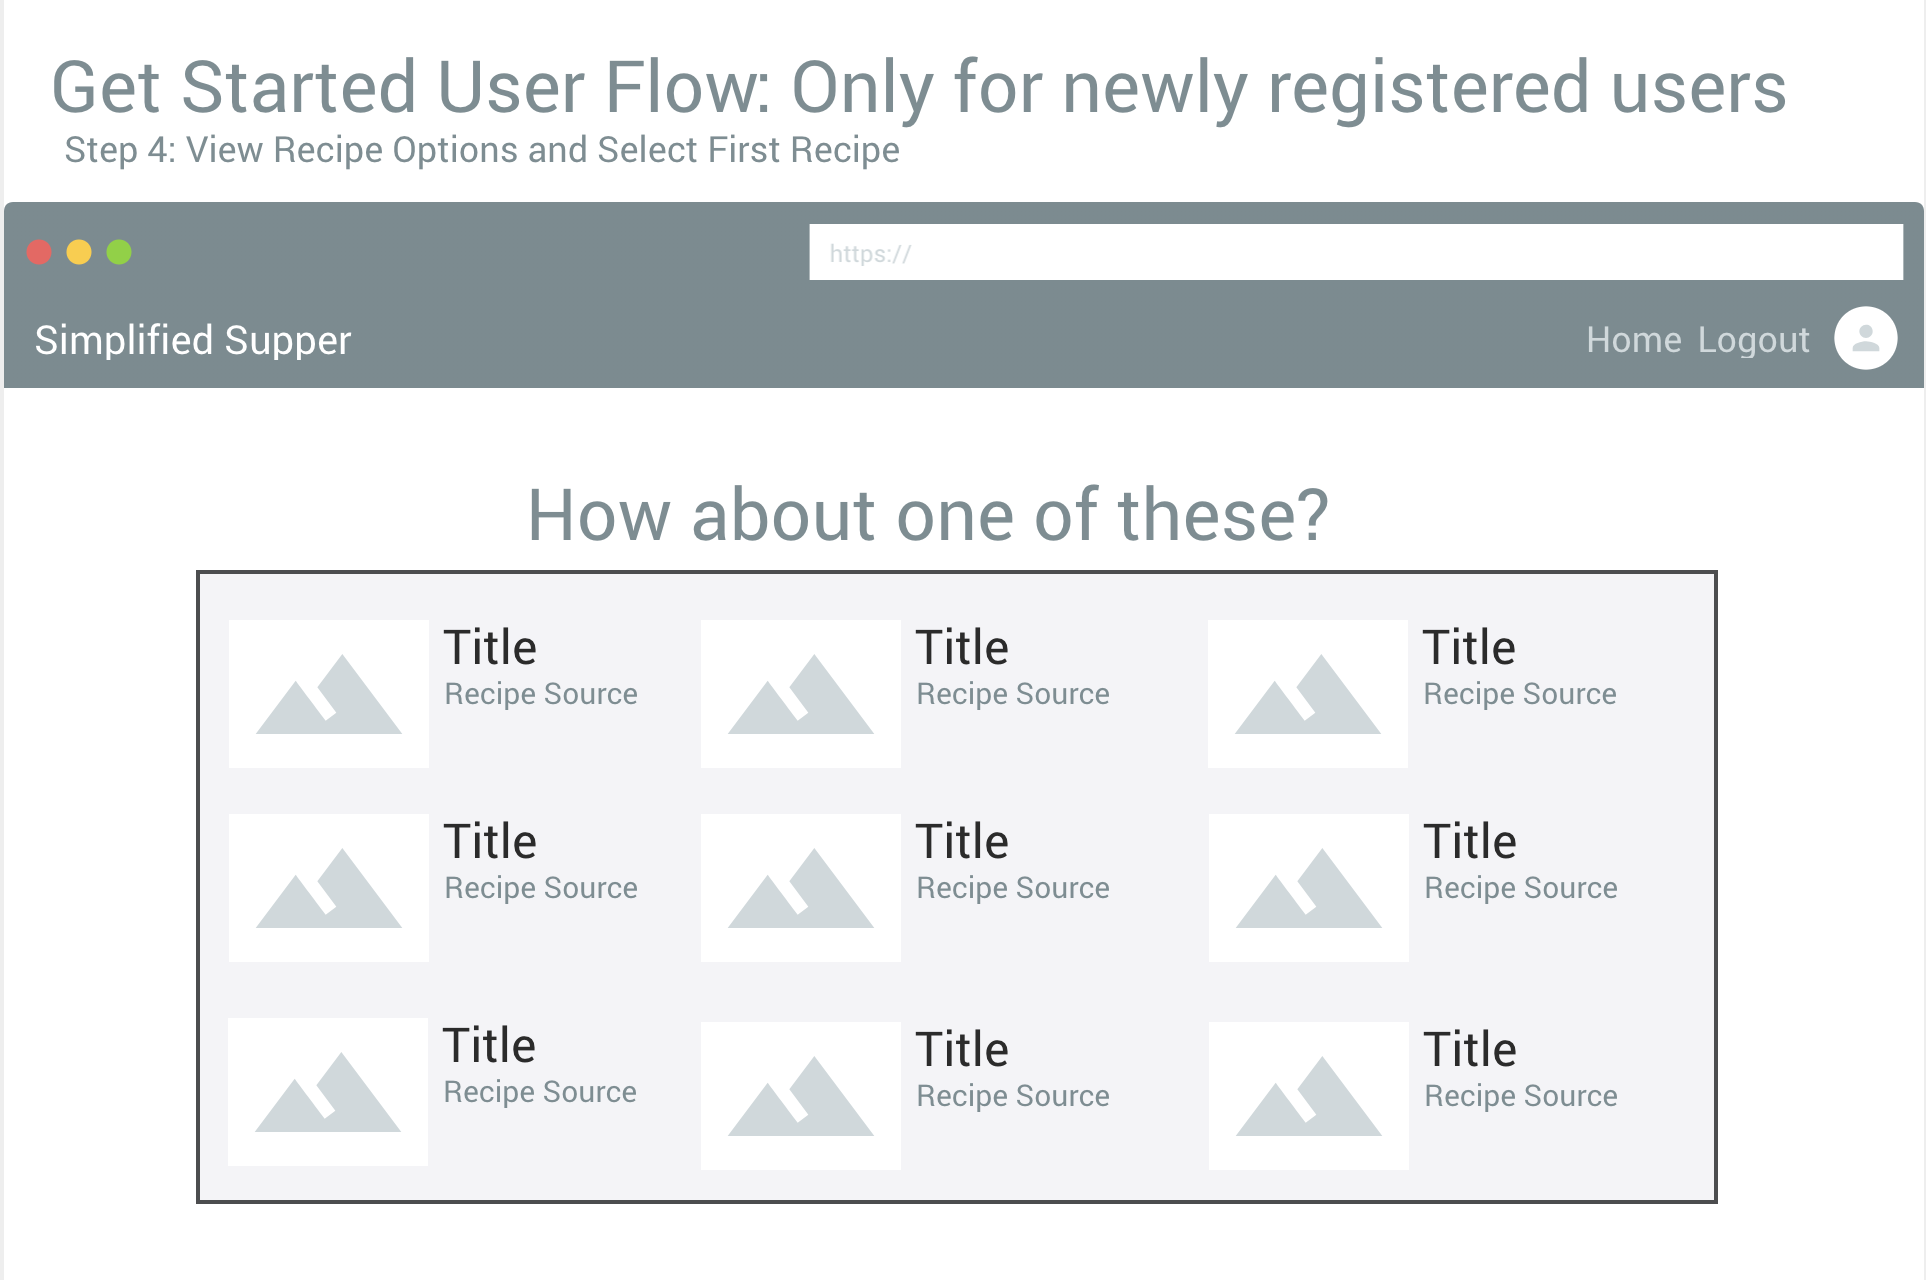 Get Started User Flow: Only for newly registered users
Step 4: View Recipe Options and Select First Recipe
https://
Simplified Supper
Home Logout
How about one of these?
Title
Recipe Source
Title
Recipe Source
Title
Recipe Source
Title
Recipe Source
Title
Recipe Source
Title
Recipe Source
Title
Recipe Source
Title
Recipe Source
Title
Recipe Source